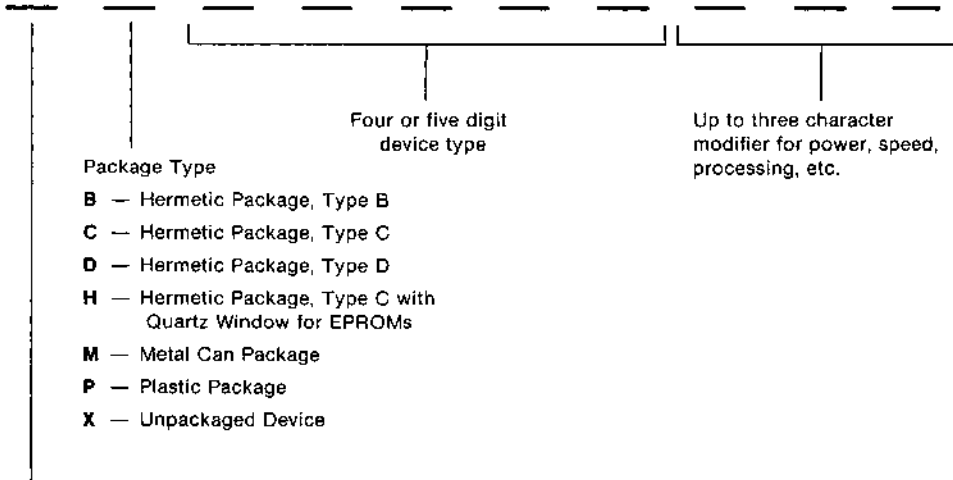 Four or five digit
device type
Up to three character
modifier for power, speed,
processing, etc.
Package Type
B — Hermetic Package, Type B
C — Hermetic Package, Type C
D — Hermetic Package, Type D
H — Hermetic Package, Type C with
Quartz Window for EPROMs
M — Metal Can Package
P — Plastic Package
X — Unpackaged Device